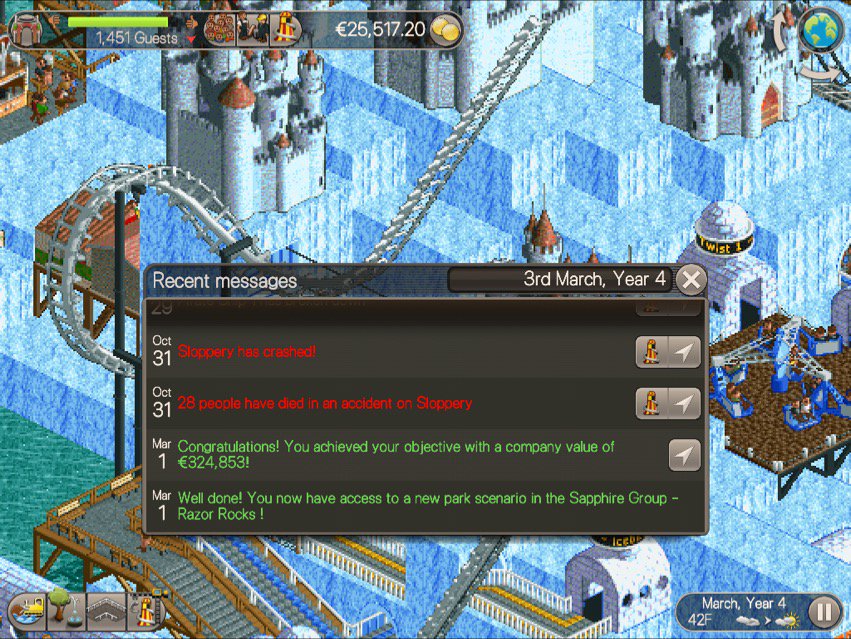 1,451 Guests
€25,517.20
Twist 1
Recent messages
3rd March, Year 4
29
Oct
31
Sloppery has crashed!
Oct
31
28 people have died in an accident on Sloppery
Mar
1
Congratulations! You achieved your objective with a company value of
€324,853!
Mar
1
Well done! You now have access to a new park scenario in the Sapphire Group -
Razor Rocks !
March, Year 4
42F